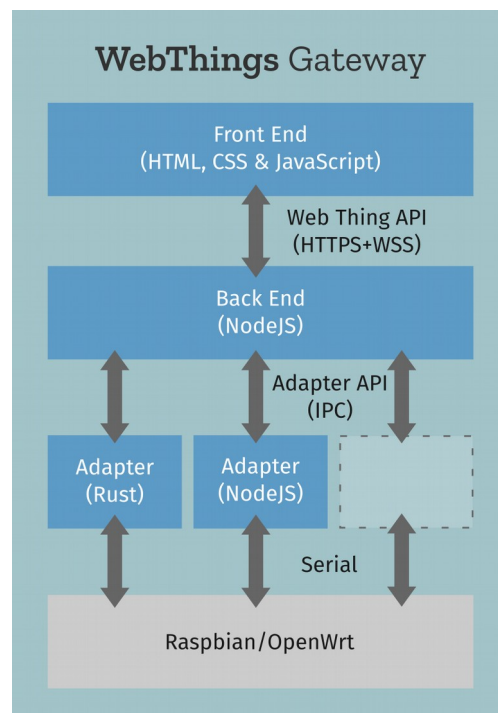 WebThings Gateway
Front End
(HTML, CSS & JavaScript)
Web Thing API
(HTTPS+WSS)
Back End
(NodeJS)
Adapter API
(IPC)
Adapter
(Rust)
Adapter
(NodeJS)
Serial
Raspbian/OpenWrt